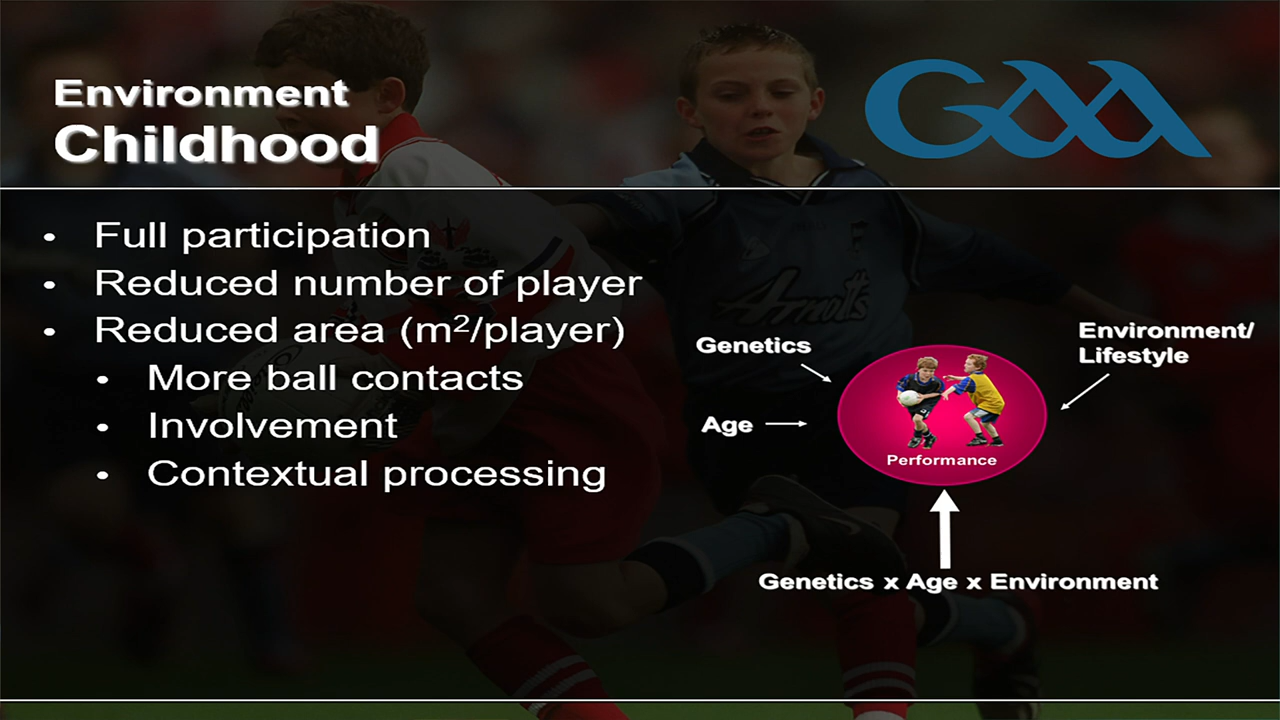 Environment
Childhood
GAA
• Full participation
• Reduced number of player
• Reduced area (m²/player)
• More ball contacts
• Involvement
• Contextual processing
Arnotts
Genetics
Environment/
Lifestyle
Age
Performance
Genetics x Age x Environment